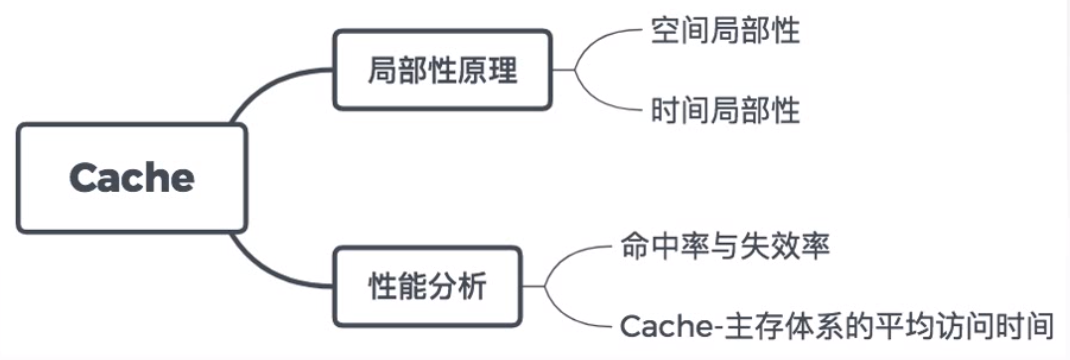 Cache
局部性原理
空间局部性
时间局部性
性能分析
命中率与失效率
Cache-主存体系的平均访问时间